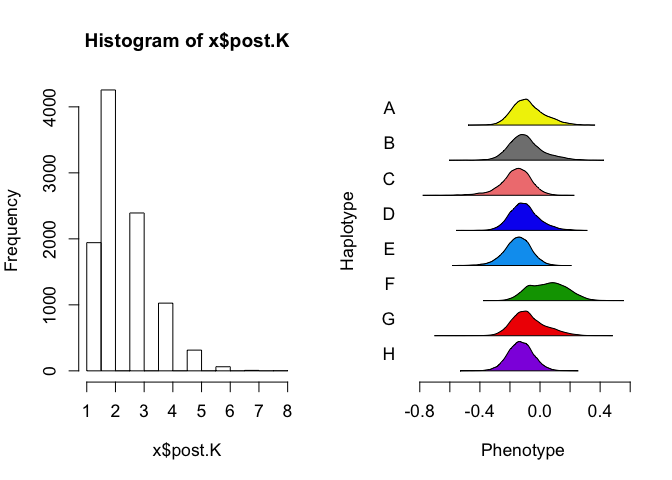 Histogram of x$post.K
Frequency
0
1000
2000
3000
4000
1 2 3 4 5 6 7 8
x$post.K
Haplotype
A
B
C
D
E
F
G
H
-0.8 -0.4 0.0 0.4
Phenotype